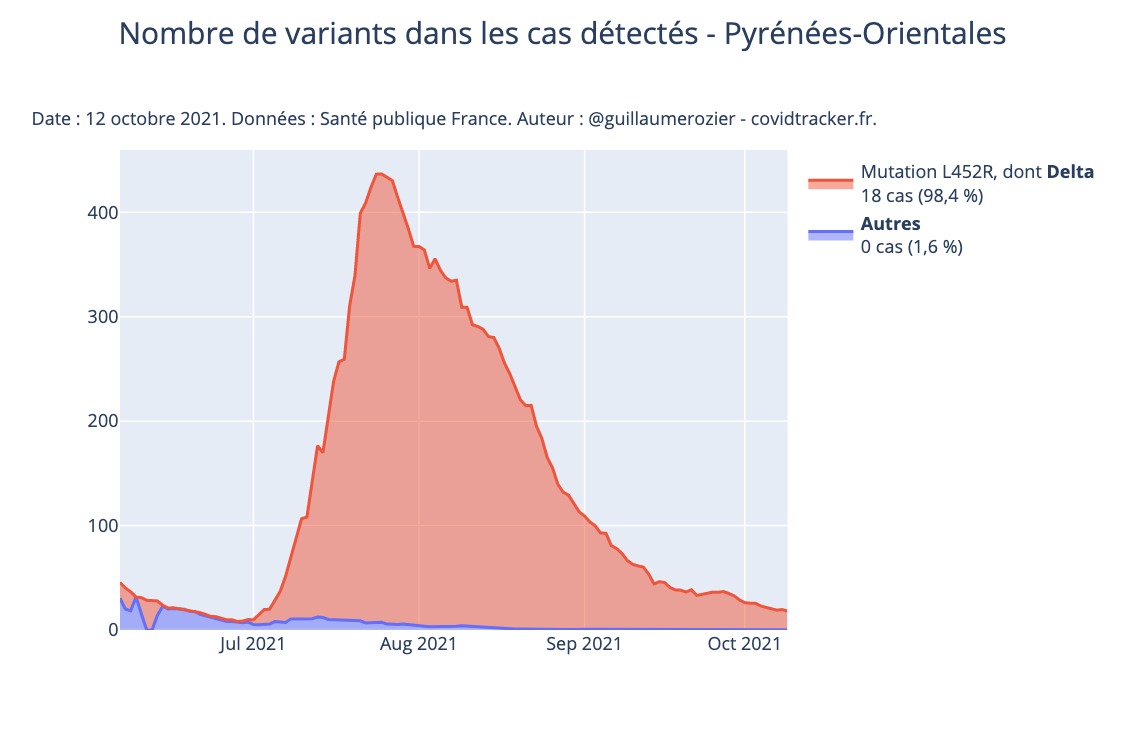 Nombre de variants dans les cas détectés - Pyrénées-Orientales
Date : 12 octobre 2021. Données : Santé publique France. Auteur : @guillaumerozier - covidtracker.fr.
Mutation L452R, dont Delta
18 cas (98,4 %)
Autres
0 cas (1,6 %)
400
300
200
100
0
Jul 2021
Aug 2021
Sep 2021
Oct 2021